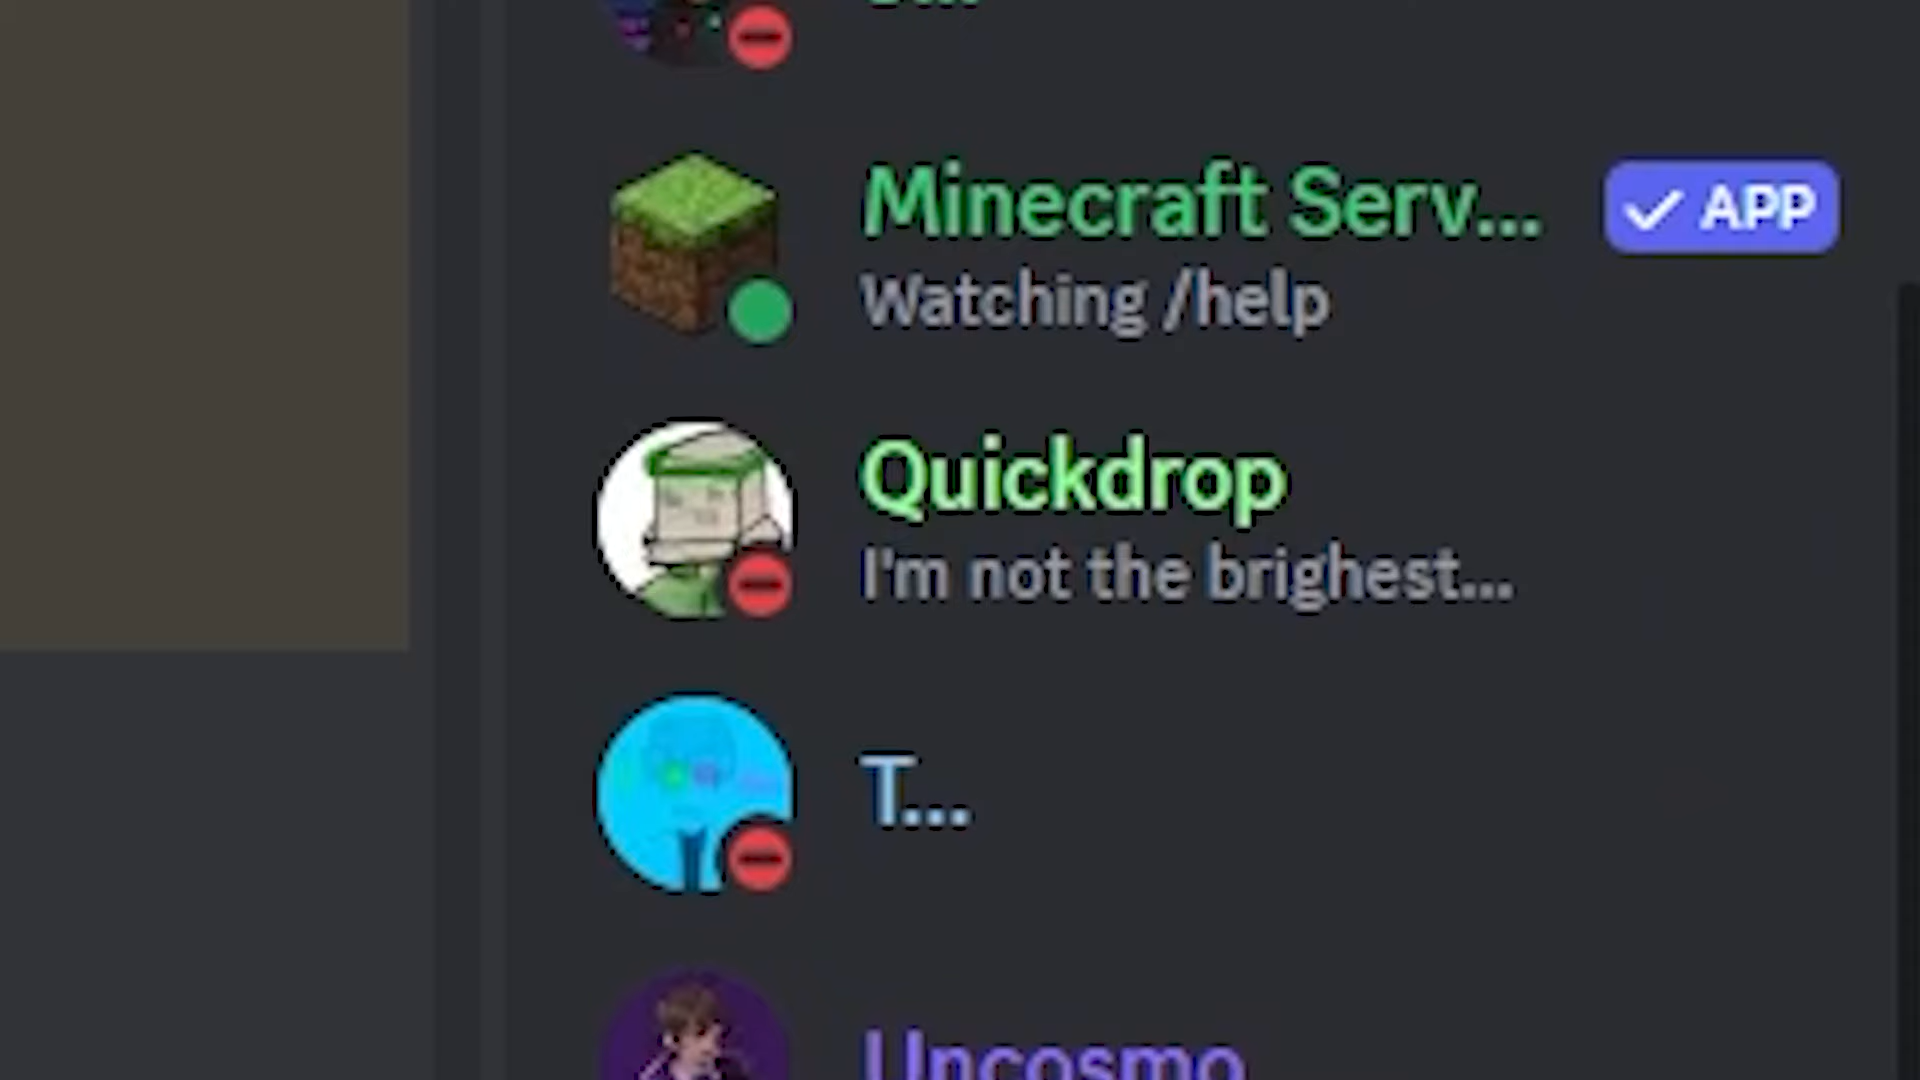 Minecraft Serv...
✓ APP
Watching /help
Quickdrop
I'm not the brighest...
T...
Uncosmo